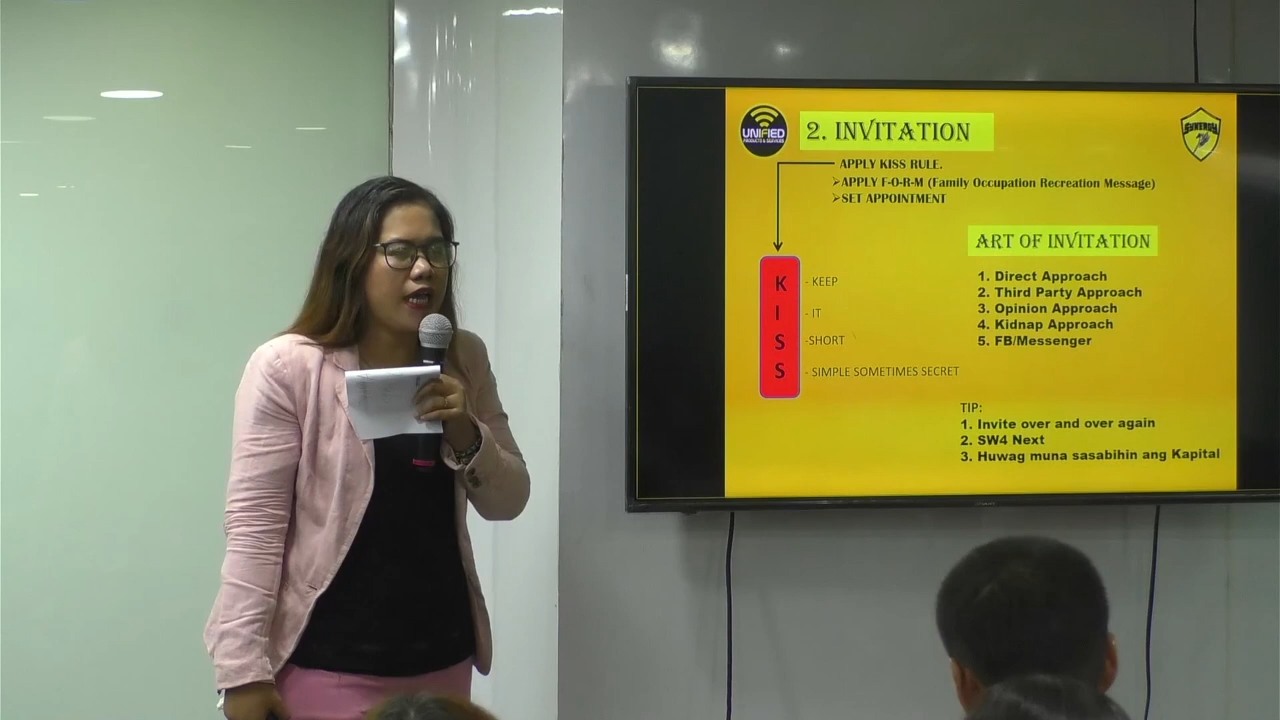 UNIFIED
PRODUCTS & SERVICES
2. INVITATION
SYNERGY
APPLY KISS RULE.
➢APPLY F-O-R-M (Family Occupation Recreation Message)
➢SET APPOINTMENT
ART OF INVITATION
K - KEEP
I - IT
S -SHORT
S - SIMPLE SOMETIMES SECRET
1. Direct Approach
2. Third Party Approach
3. Opinion Approach
4. Kidnap Approach
5. FB/Messenger
TIP:
1. Invite over and over again
2. SW4 Next
3. Huwag muna sasabihin ang Kapital